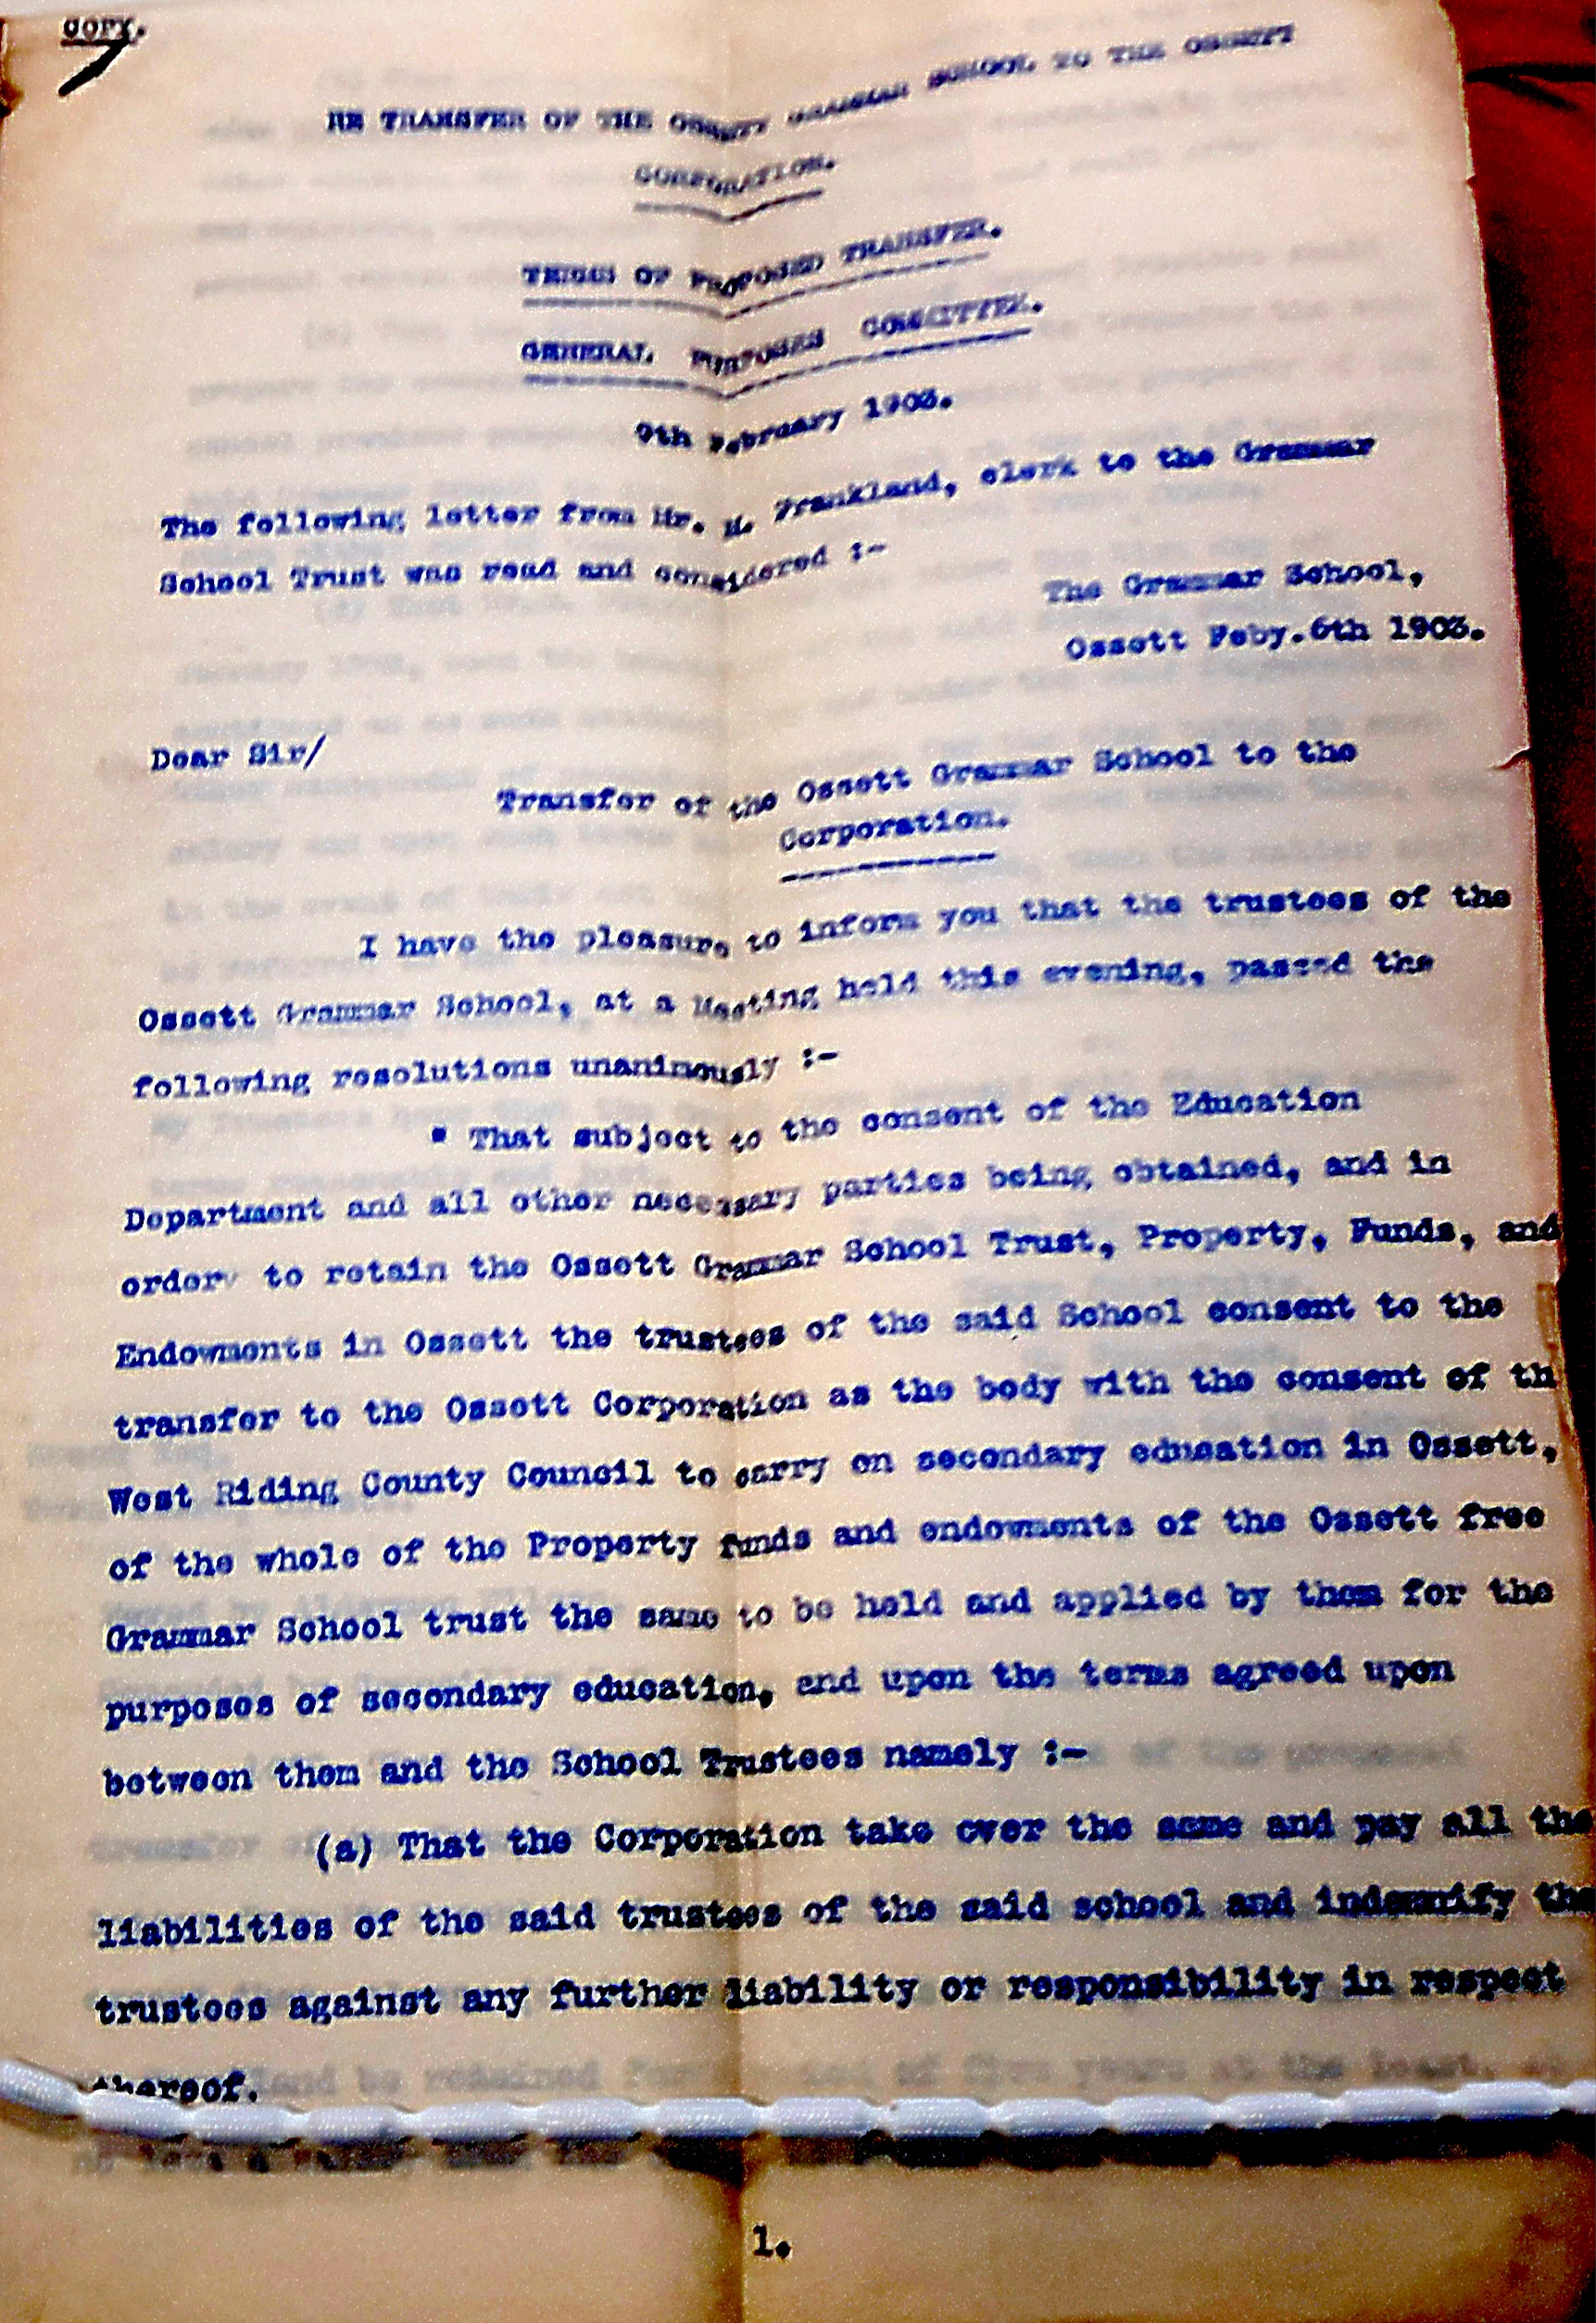 COPY.
RE TRANSFER OF THE OSSETT GRAMMAR SCHOOL TO THE OSSETT
CORPORATION.
TERMS OF PROPOSED TRANSFER.
GENERAL PURPOSES COMMITTEE.
9th February 1903.
The following letter from Mr. M. Frankland, clerk to the Grammar
School Trust was read and considered :-
The Grammar School,
Ossett Feby.6th 1903.
Dear Sir/
Transfer of the Ossett Grammar School to the
Corporation.
I have the pleasure to inform you that the trustees of the
Ossett Grammar School, at a Meeting held this evening, passed the
following resolutions unanimously :-
" That subject to the consent of the Education
Department and all other necessary parties being obtained, and in
order to retain the Ossett Grammar School Trust, Property, Funds, and
Endowments in Ossett the trustees of the said School consent to the
transfer to the Ossett Corporation as the body with the consent of th
West Riding County Council to carry on secondary education in Ossett,
of the whole of the Property funds and endowments of the Ossett free
Grammar School trust the same to be held and applied by them for the
purposes of secondary education, and upon the terms agreed upon
between them and the School Trustees namely :-
(a) That the Corporation take over the same and pay all the
liabilities of the said trustees of the said school and indemnify the
trustees against any further liability or responsibility in respect
thereof.
1.